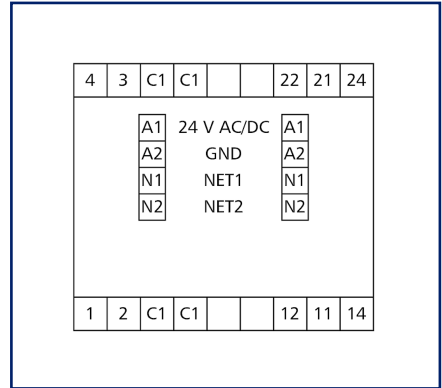 4 3 C1 C1 22 21 24
A1 24 V AC/DC A1
A2 GND A2
N1 NET1 N1
N2 NET2 N2
1 2 C1 C1 12 11 14